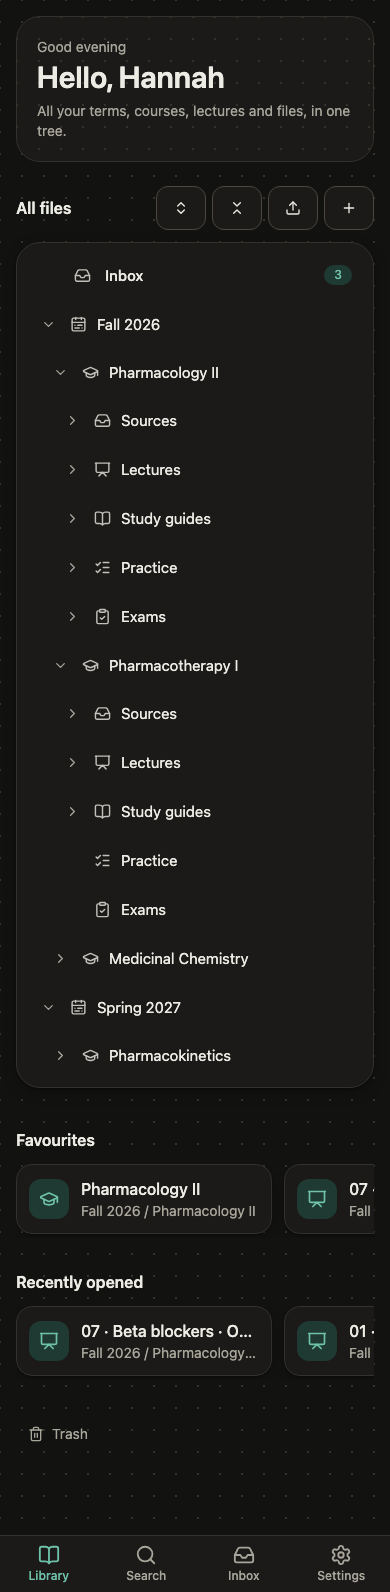 Good evening
Hello, Hannah
All your terms, courses, lectures and files, in one
tree.
All files
Inbox
3
Fall 2026
Pharmacology II
Sources
Lectures
Study guides
Practice
Exams
Pharmacotherapy I
Sources
Lectures
Study guides
Practice
Exams
Medicinal Chemistry
Spring 2027
Pharmacokinetics
Favourites
Pharmacology II
07 ·
Fall 2026 / Pharmacology II
Fall
Recently opened
07 · Beta blockers · O...
01 ·
Fall 2026 / Pharmacology...
Fall
Trash
Library
Search
Inbox
Settings